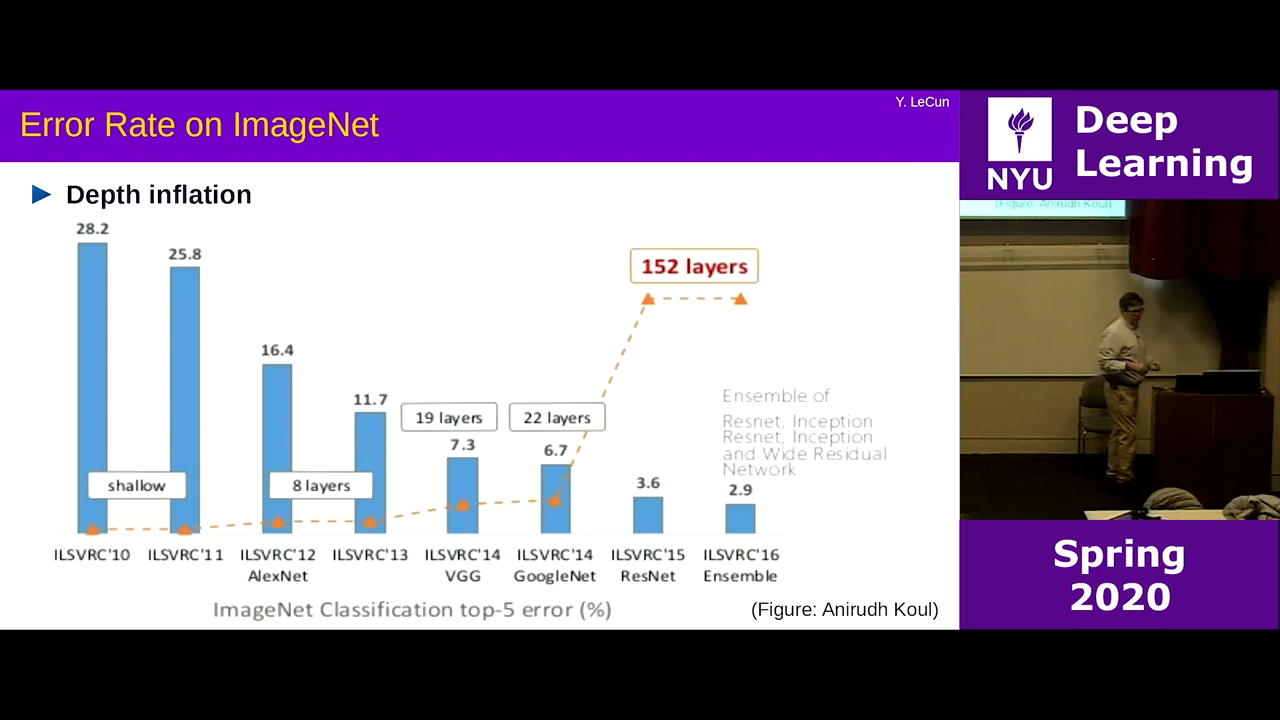 Y. LeCun
Error Rate on ImageNet
Depth inflation
28.2
25.8
16.4
11.7
7.3
6.7
3.6
2.9
shallow
8 layers
19 layers
22 layers
152 layers
Ensemble of
Resnet, Inception
Resnet, Inception
and Wide Residual
Network
ILSVRC'10
ILSVRC'11
ILSVRC'12
AlexNet
ILSVRC'13
ILSVRC'14
VGG
ILSVRC'14
GoogleNet
ILSVRC'15
ResNet
ILSVRC'16
Ensemble
ImageNet Classification top-5 error (%)
(Figure: Anirudh Koul)
NYU
Deep
Learning
(Figure: Anirudh Koul)
Spring
2020